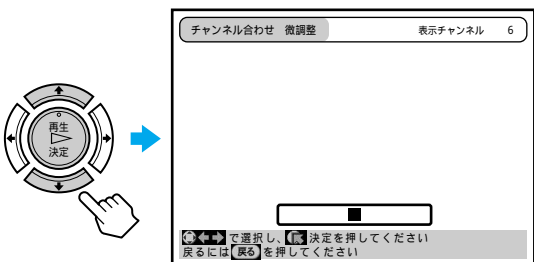 チャンネル合わせ 微調整 表示チャンネル 6
再生
決定
で選択し、決定を押してください
戻るには 戻る を押してください